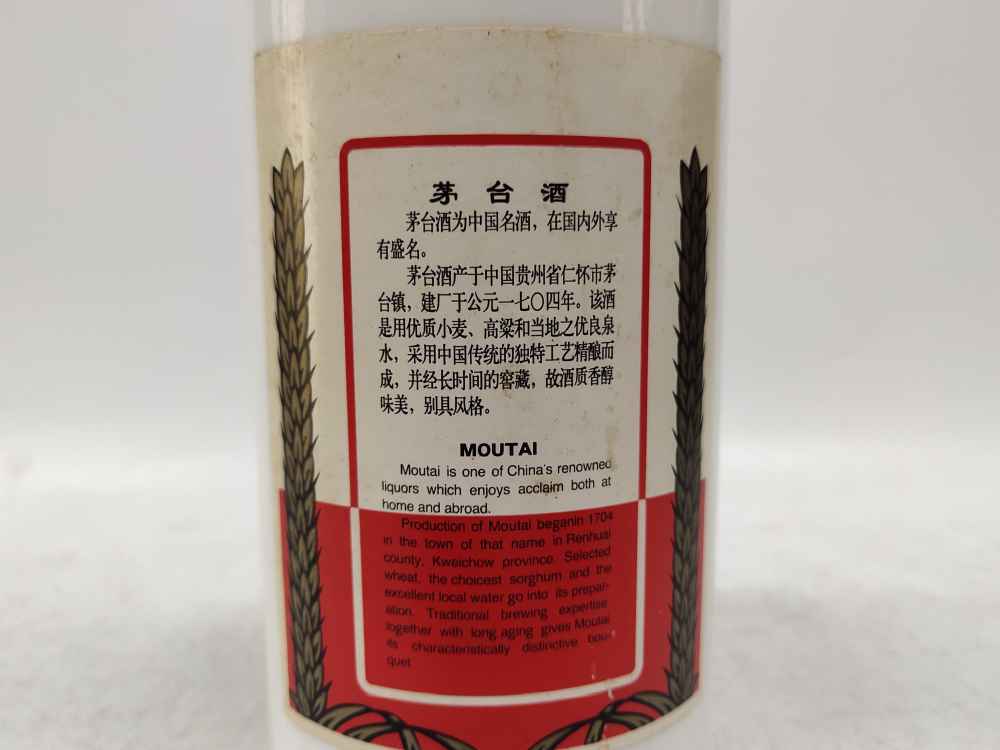 茅台酒
茅台酒为中国名酒，在国内外享
有盛名。
茅台酒产于中国贵州省仁怀市茅
台镇，建厂于公元一七〇四年。该酒
是用优质小麦、高粱和当地之优良泉
水，采用中国传统的独特工艺精酿而
成，并经长时间的窖藏，故酒质香醇
味美，别具风格。
MOUTAI
Moutai is one of China's renowned
liquors which enjoys acclaim both at
home and abroad.
Production of Moutai beganin 1704
in the town of that name in Renhuai
county, Kweichow province. Selected
wheat, the choicest sorghum and the
excellent local water go into its prepar-
ation. Traditional brewing expertise
together with long aging gives Moutai
its characteristically distinctive bou-
quet